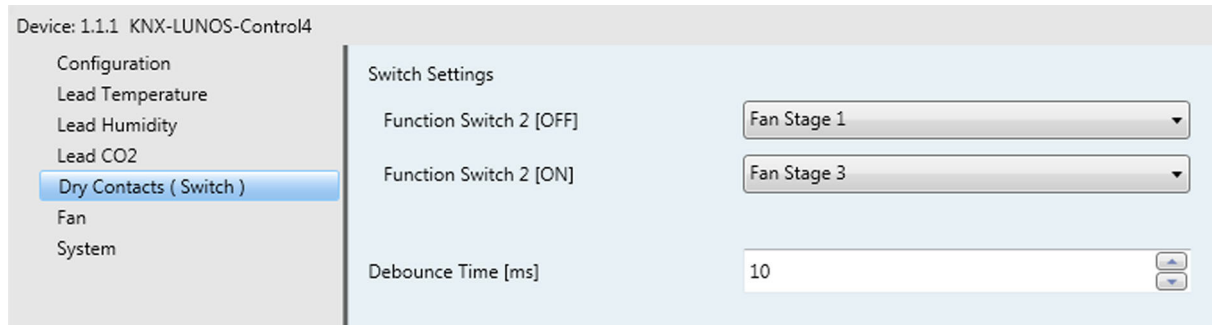 Device: 1.1.1 KNX-LUNOS-Control4
Configuration
Lead Temperature
Lead Humidity
Lead CO2
Dry Contacts ( Switch )
Fan
System
Switch Settings
Function Switch 2 [OFF] Fan Stage 1
Function Switch 2 [ON] Fan Stage 3
Debounce Time [ms] 10